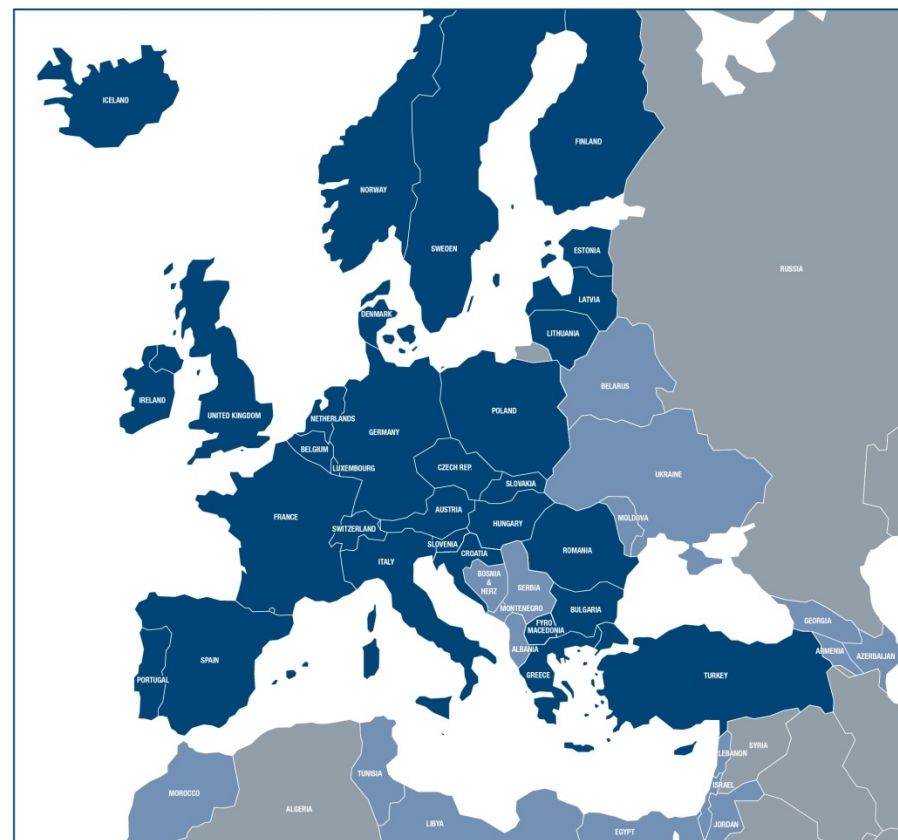 ICELAND
FINLAND
NORWAY
SWEDEN
ESTONIA
RUSSIA
LATVIA
DENMARK
LITHUANIA
BELARUS
IRELAND
UNITED KINGDOM
NETHERLANDS
POLAND
GERMANY
BELGIUM
LUXEMBOURG
CZECH REP.
UKRAINE
SLOVAKIA
AUSTRIA
FRANCE
MOLDOVA
HUNGARY
SWITZERLAND
SLOVENIA
ROMANIA
CROATIA
ITALY
BOSNIA
&
HERZ
SERBIA
MONTENEGRO
BULGARIA
FYRO
MACEDONIA
GEORGIA
ALBANIA
ARMENIA
AZERBAIJAN
SPAIN
PORTUGAL
GREECE
TURKEY
SYRIA
LEBANON
TUNISIA
ISRAEL
MOROCCO
ALGERIA
LIBYA
JORDAN
EGYPT